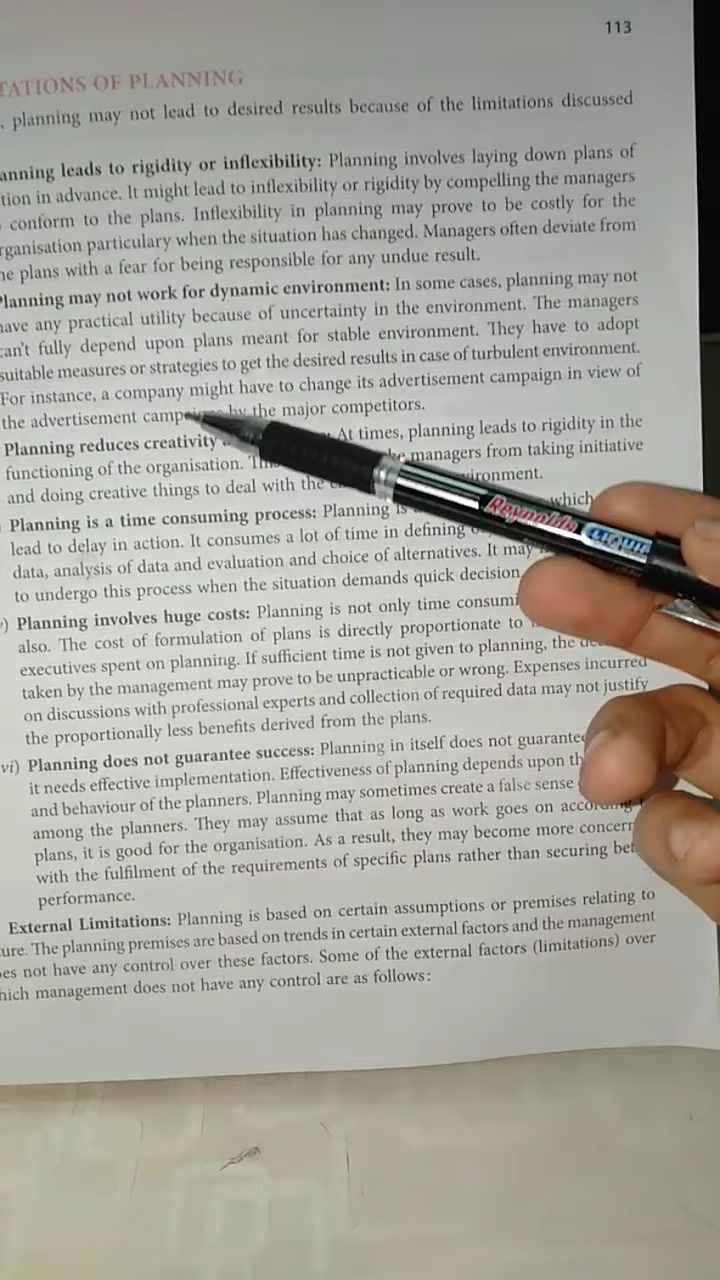 113
TATIONS OF PLANNING
, planning may not lead to desired results because of the limitations discussed
anning leads to rigidity or inflexibility: Planning involves laying down plans of
tion in advance. It might lead to inflexibility or rigidity by compelling the managers
conform to the plans. Inflexibility in planning may prove to be costly for the
rganisation particulary when the situation has changed. Managers often deviate from
he plans with a fear for being responsible for any undue result.
Planning may not work for dynamic environment: In some cases, planning may not
have any practical utility because of uncertainty in the environment. The managers
can't fully depend upon plans meant for stable environment. They have to adopt
suitable measures or strategies to get the desired results in case of turbulent environment.
For instance, a company might have to change its advertisement campaign in view of
the advertisement by the major competitors.
Planning reduces creativity At times, planning leads to rigidity in the
functioning of the organisation. managers from taking initiative
and doing creative things to deal with the
Planning is a time consuming process: Planning is which
lead to delay in action. It consumes a lot of time in defining
data, analysis of data and evaluation and choice of alternatives. It may
to undergo this process when the situation demands quick decision
) Planning involves huge costs: Planning is not only time
also. The cost of formulation of plans is directly proportionate to
executives spent on planning. If sufficient time is not given to planning, the
taken by the management may prove to be unpracticable or wrong. Expenses incurred
on discussions with professional experts and collection of required data may not justify
the proportionally less benefits derived from the plans.
vi) Planning does not guarantee success: Planning in itself does not guarantee
it needs effective implementation. Effectiveness of planning depends upon
and behaviour of the planners. Planning may sometimes create a false sense
among the planners. They may assume that as long as work goes on
plans, it is good for the organisation. As a result, they may become more
with the fulfilment of the requirements of specific plans rather than securing
performance.
External Limitations: Planning is based on certain assumptions or premises relating to
ure. The planning premises are based on trends in certain external factors and the management
es not have any control over these factors. Some of the external factors (limitations) over
hich management does not have any control are as follows:
Reynolds LIQUI